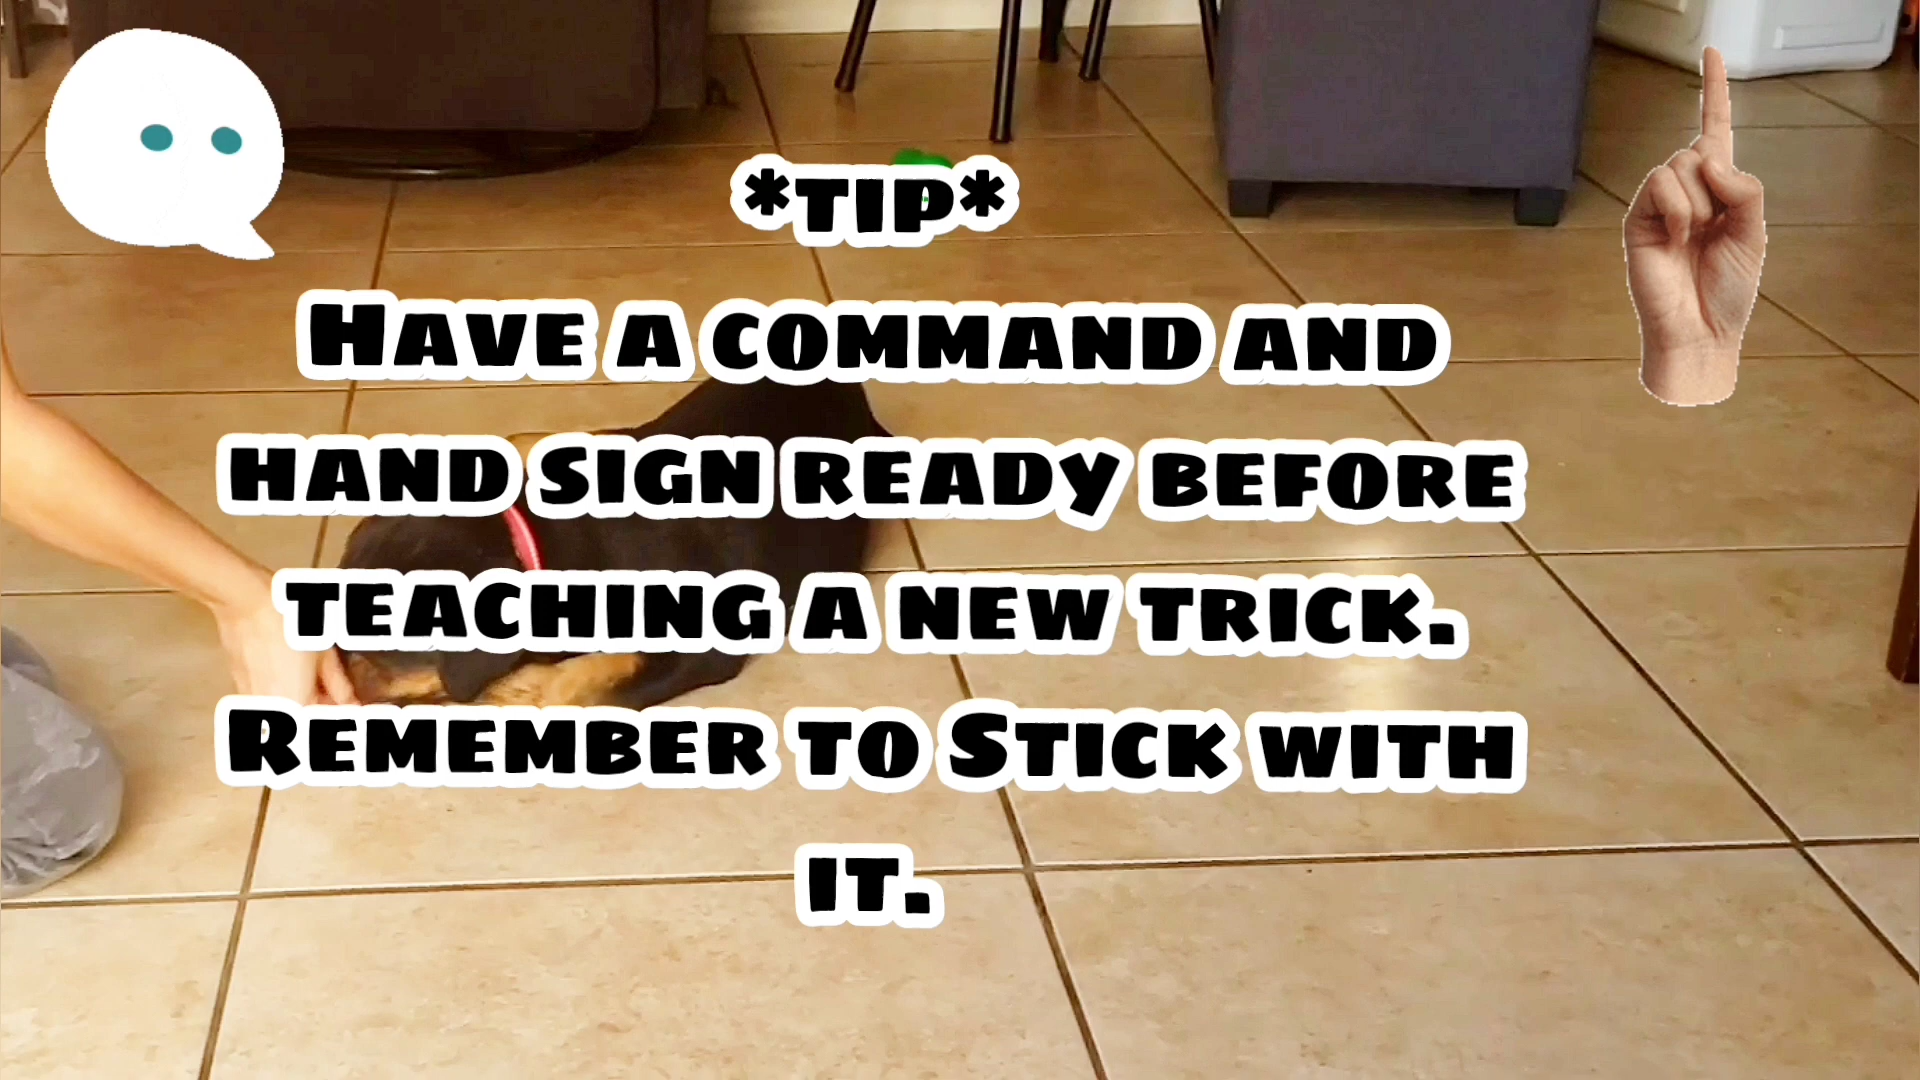 *TIP*
HAVE A COMMAND AND
HAND SIGN READY BEFORE
TEACHING A NEW TRICK.
REMEMBER TO STICK WITH
IT.